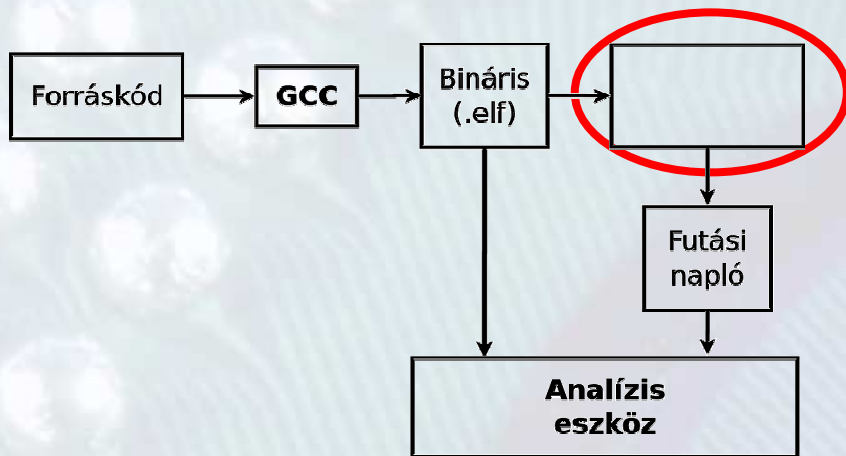 Forráskód
GCC
Bináris
(.elf)
Futási
napló
Analízis
eszköz